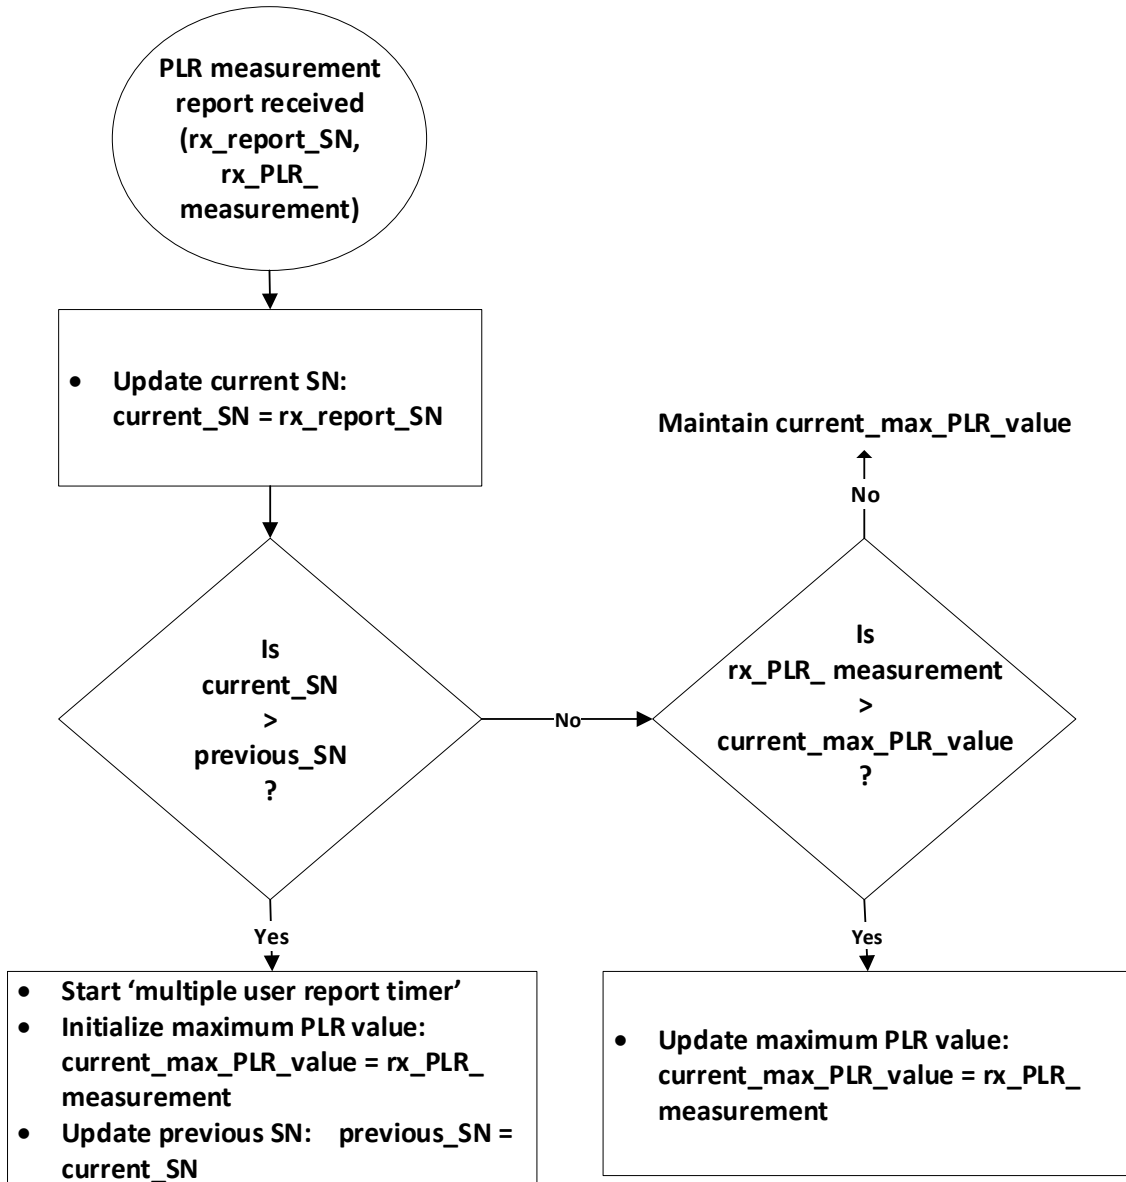 PLR measurement
report received
(rx_report_SN,
rx_PLR_
measurement)
• Update current SN:
current_SN = rx_report_SN
Is
current_SN
>
previous_SN
?
No
Yes
• Start ‘multiple user report timer’
• Initialize maximum PLR value:
current_max_PLR_value = rx_PLR_
measurement
• Update previous SN: previous_SN =
current_SN
Maintain current_max_PLR_value
No
Is
rx_PLR_ measurement
>
current_max_PLR_value
?
Yes
• Update maximum PLR value:
current_max_PLR_value = rx_PLR_
measurement